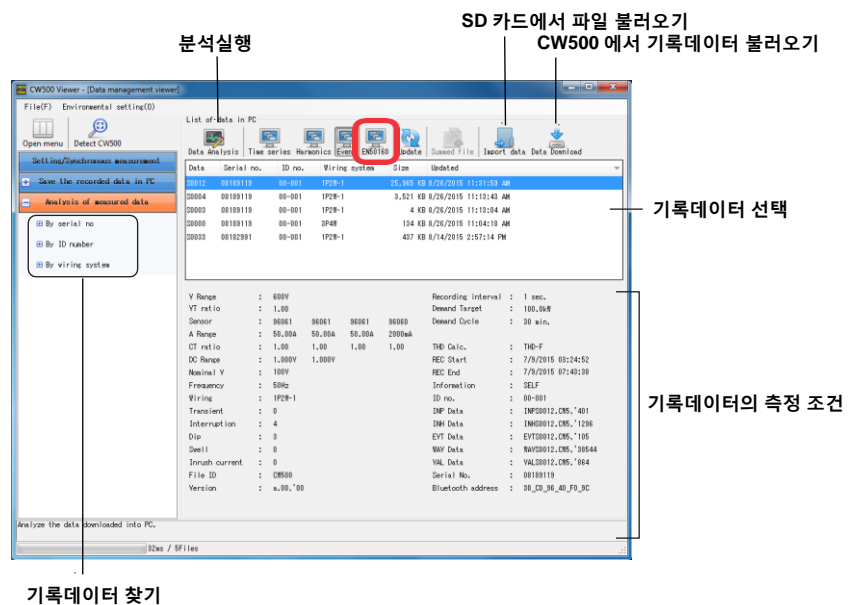 SD 카드에서 파일 불러오기
분석실행
CW500 에서 기록데이터 불러오기
CW500 Viewer - [Data management viewer]
File(F) Environmental setting(O)
List of data in PC
Open menu Detect CW500
Data Analysis Time series Harmonics Event EN50160 Update Summed file Import data Data Download
Setting/Synchronous measurement
Save the recorded data in PC
Analysis of measured data
By serial no
By ID number
By wiring system
Data Serial no. ID no. Wiring system Size Updated
S0012 08189119 00-001 1P2W-1 25,965 KB 8/26/2015 11:31:59 AM
S0004 08189119 00-001 1P2W-1 3,521 KB 8/26/2015 11:13:43 AM
S0003 08189119 00-001 1P2W-1 4 KB 8/26/2015 11:13:04 AM
S0000 08189119 00-001 3P4W 134 KB 8/26/2015 11:04:18 AM
S0033 08182991 00-001 1P2W-1 437 KB 8/14/2015 2:57:14 PM
기록데이터 선택
V Range : 600V Recording interval : 1 sec.
VT ratio : 1.00 Demand Target : 100.0kW
Sensor : 96061 96061 96061 96060 Demand Cycle : 30 min.
A Range : 50.00A 50.00A 50.00A 2000mA
CT ratio : 1.00 1.00 1.00 1.00 THD Calc. : THD-F
DC Range : 1.000V 1.000V REC Start : 7/9/2015 03:24:52
Nominal V : 100V REC End : 7/9/2015 07:43:38
Frequency : 50Hz Information : SELF
Wiring : 1P2W-1 ID no. : 00-001
Transient : 0 INP Data : INPS0012.CW5,'401
Interruption : 4 INH Data : INHS0012.CW5,'1296
Dip : 3 EVT Data : EVTS0012.CW5,'105
Swell : 0 WAV Data : WAVS0012.CW5,'38544
Inrush current : 0 VAL Data : VALS0012.CW5,'864
File ID : CW500 Serial No. : 08189119
Version : a.00,'00 Bluetooth address : 38_C0_96_40_F0_9C
기록데이터의 측정 조건
Analyze the data downloaded into PC.
32ms / 5Files
기록데이터 찾기